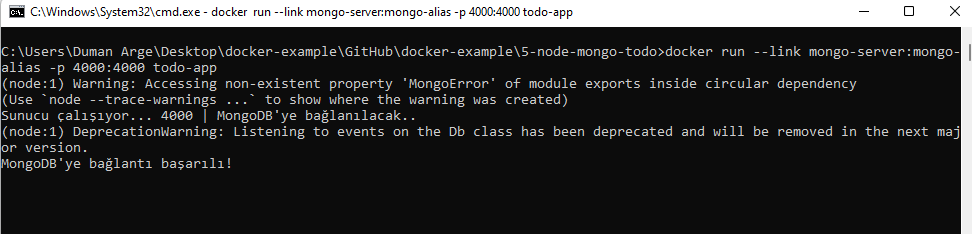 C:\Windows\System32\cmd.exe - docker run --link mongo-server:mongo-alias -p 4000:4000 todo-app
C:\Users\Duman Arge\Desktop\docker-example\GitHub\docker-example\5-node-mongo-todo>docker run --link mongo-server:mongo-
alias -p 4000:4000 todo-app
(node:1) Warning: Accessing non-existent property 'MongoError' of module exports inside circular dependency
(Use `node --trace-warnings ...` to show where the warning was created)
Sunucu çalışıyor... 4000 | MongoDB'ye bağlanılacak..
(node:1) DeprecationWarning: Listening to events on the Db class has been deprecated and will be removed in the next maj
or version.
MongoDB'ye bağlantı başarılı!